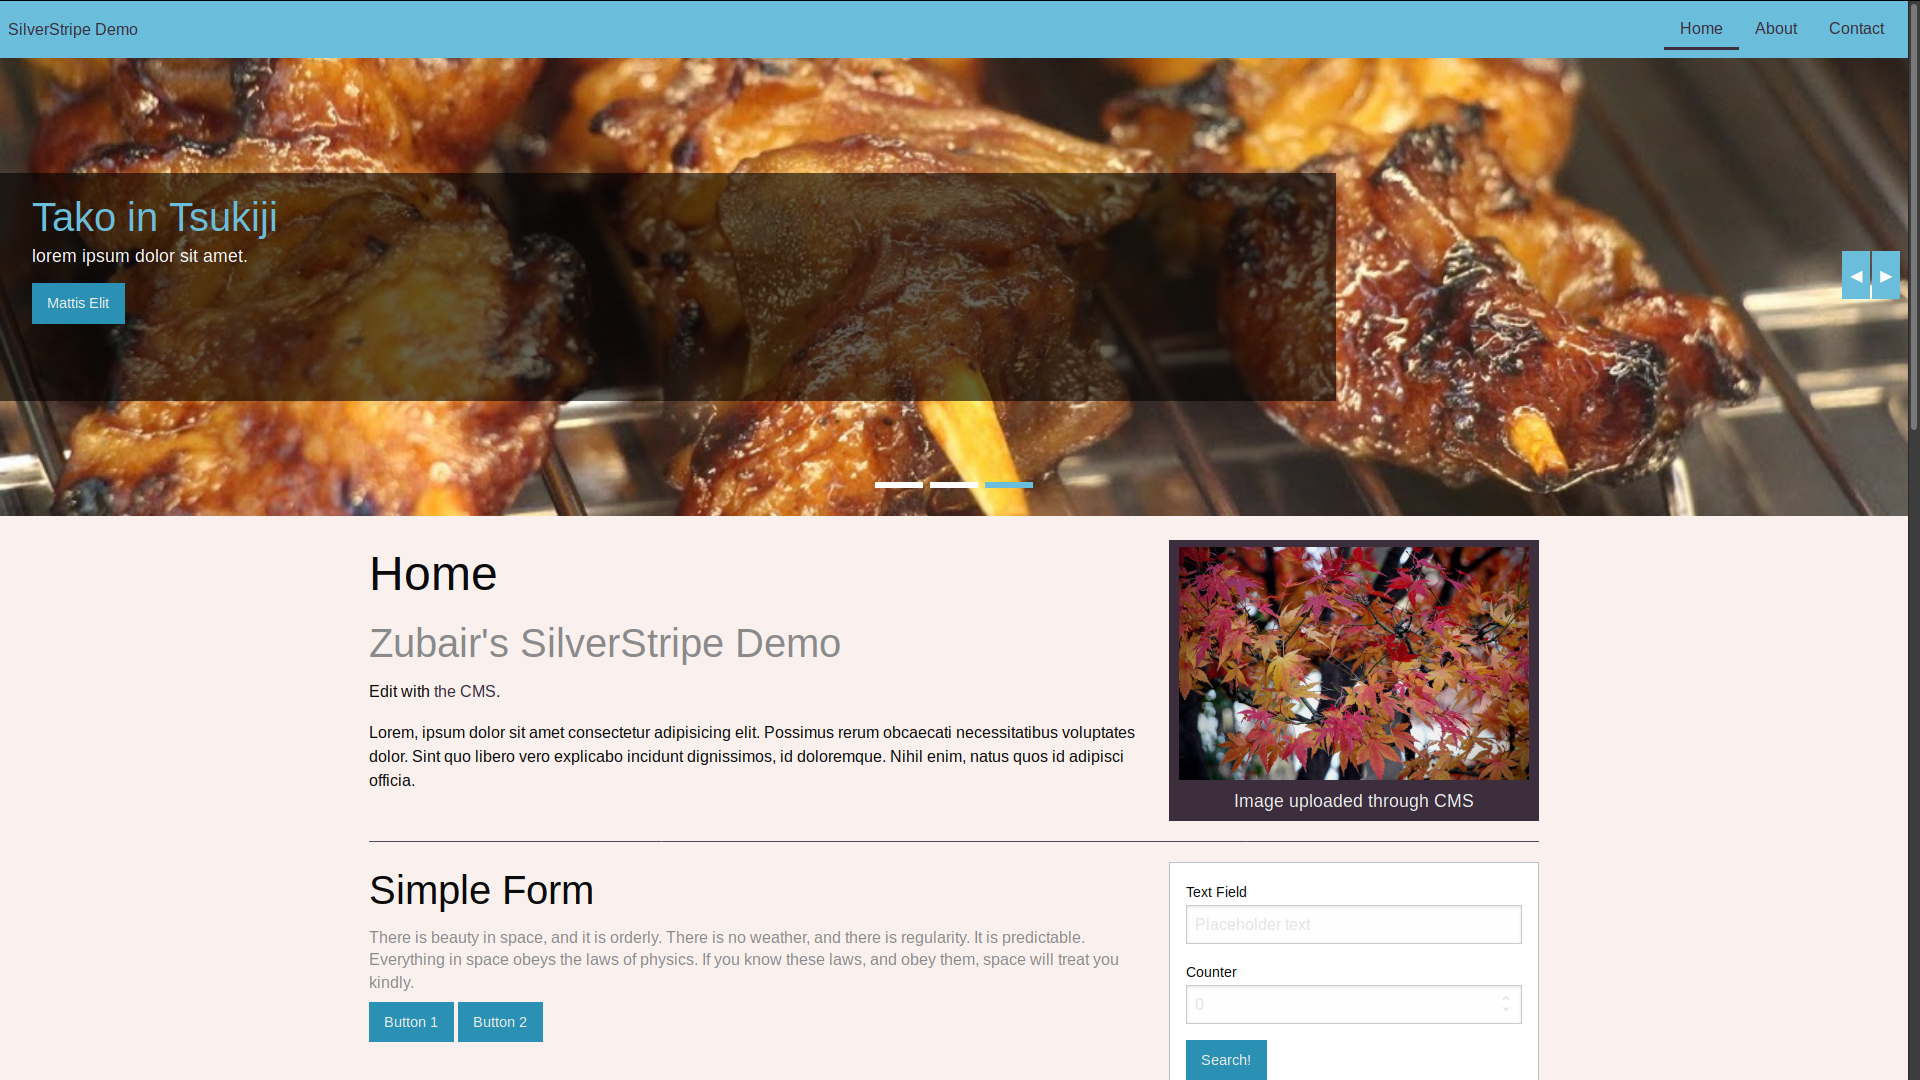 SilverStripe Demo
Home
About
Contact
Tako in Tsukiji
lorem ipsum dolor sit amet.
Mattis Elit
Home
Zubair's SilverStripe Demo
Edit with the CMS.
Lorem, ipsum dolor sit amet consectetur adipisicing elit. Possimus rerum obcaecati necessitatibus voluptates
dolor. Sint quo libero vero explicabo incidunt dignissimos, id doloremque. Nihil enim, natus quos id adipisci
officia.
Image uploaded through CMS
Simple Form
There is beauty in space, and it is orderly. There is no weather, and there is regularity. It is predictable.
Everything in space obeys the laws of physics. If you know these laws, and obey them, space will treat you
kindly.
Button 1
Button 2
Text Field
Placeholder text
Counter
0
Search!